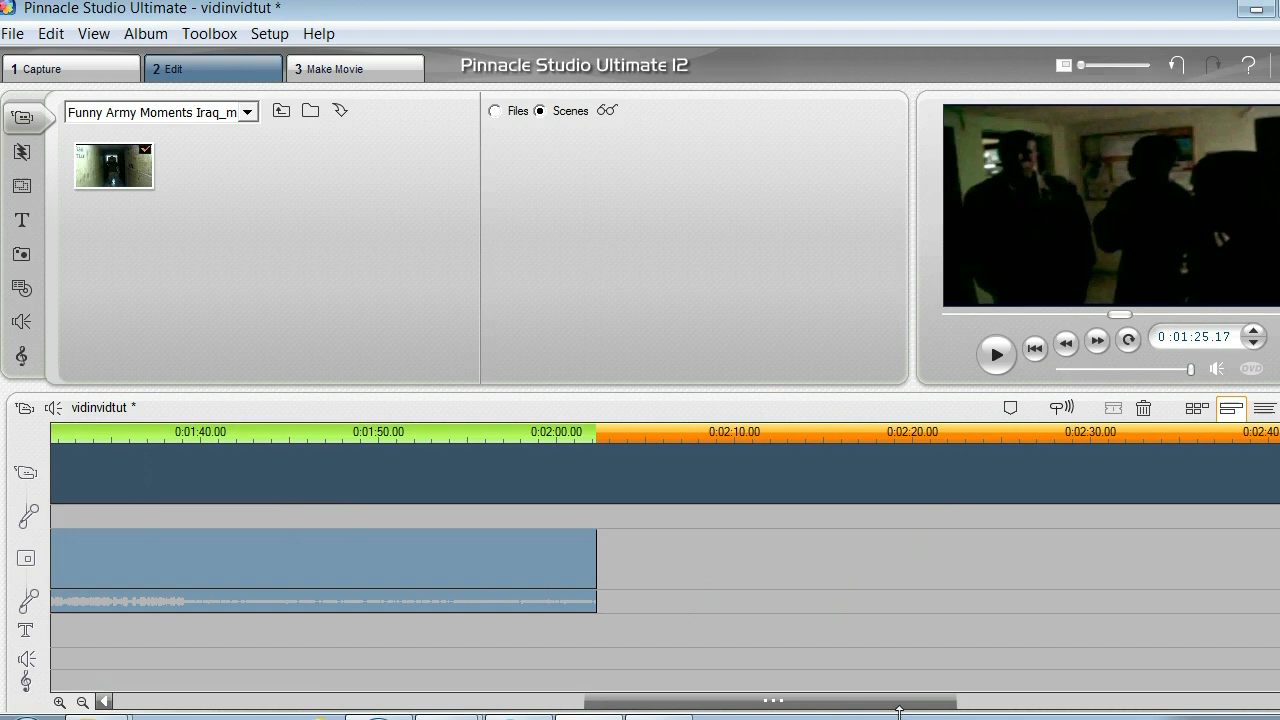 Pinnacle Studio Ultimate - vidinvidtut *
File Edit View Album Toolbox Setup Help
1 Capture 2 Edit 3 Make Movie Pinnacle Studio Ultimate 12 ?
Funny Army Moments Iraq_m Files Scenes
T
0:01:25.17
DVD
vidinvidtut *
0:01:40.00 0:01:50.00 0:02:00.00 0:02:10.00 0:02:20.00 0:02:30.00 0:02:40
T